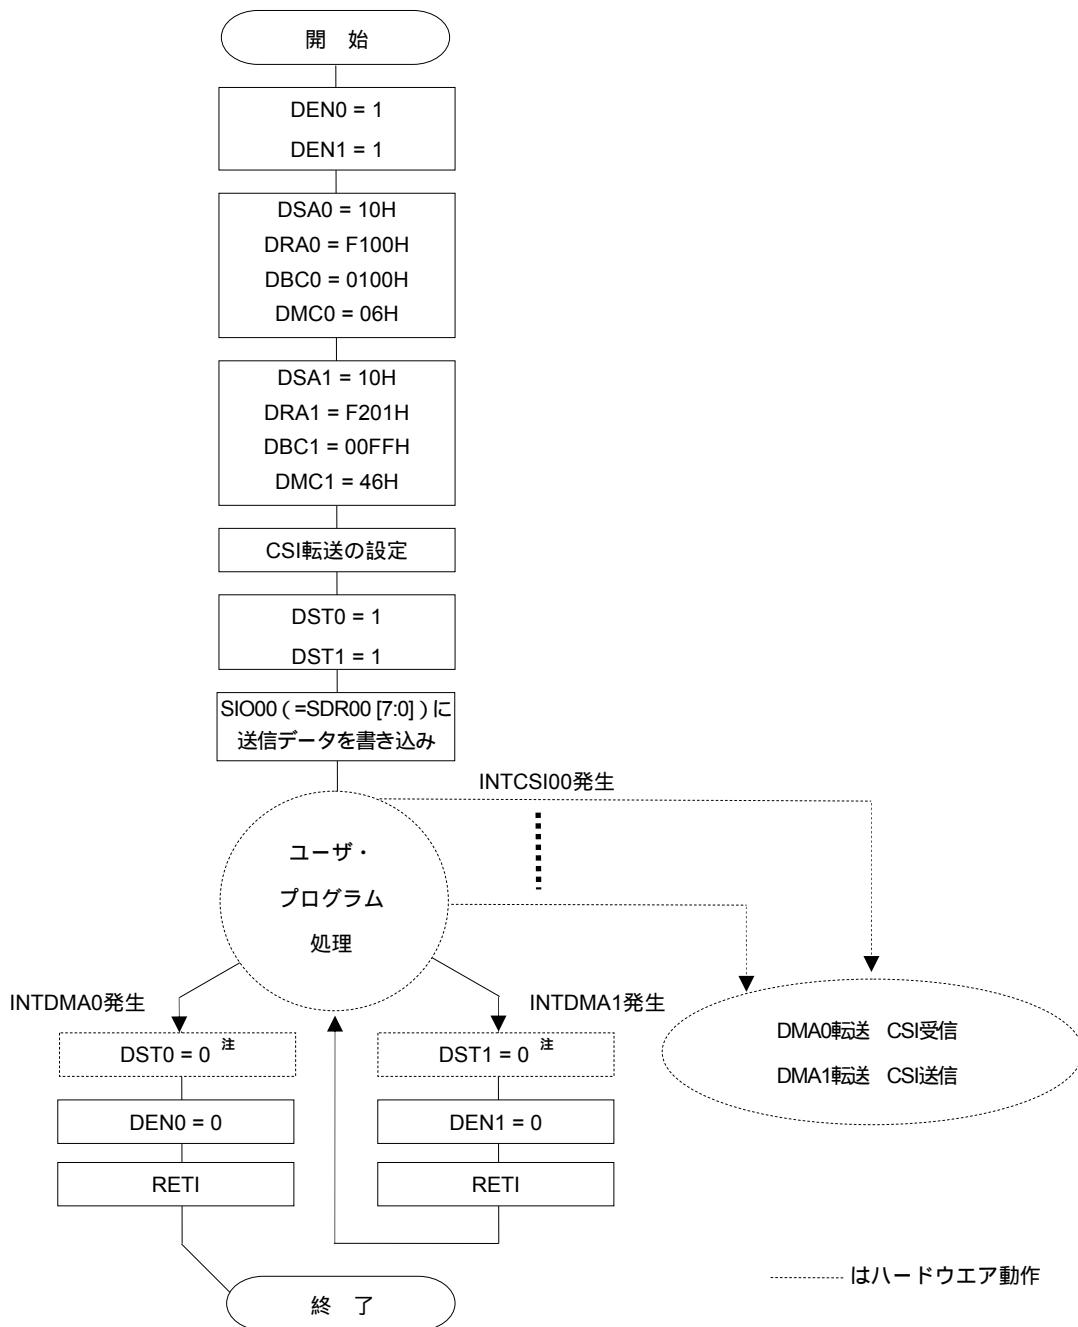 開 始
DEN0 = 1
DEN1 = 1
DSA0 = 10H
DRA0 = F100H
DBC0 = 0100H
DMC0 = 06H
DSA1 = 10H
DRA1 = F201H
DBC1 = 00FFH
DMC1 = 46H
CSI転送の設定
DST0 = 1
DST1 = 1
SIO00(=SDR00 [7:0])に
送信データを書き込み
INTCSI00発生
ユーザ・
プログラム
処理
INTDMA0発生
INTDMA1発生
DST0 = 0 注
DST1 = 0 注
DMA0転送 CSI受信
DMA1転送 CSI送信
DEN0 = 0
DEN1 = 0
RETI
RETI
はハードウエア動作
終 了